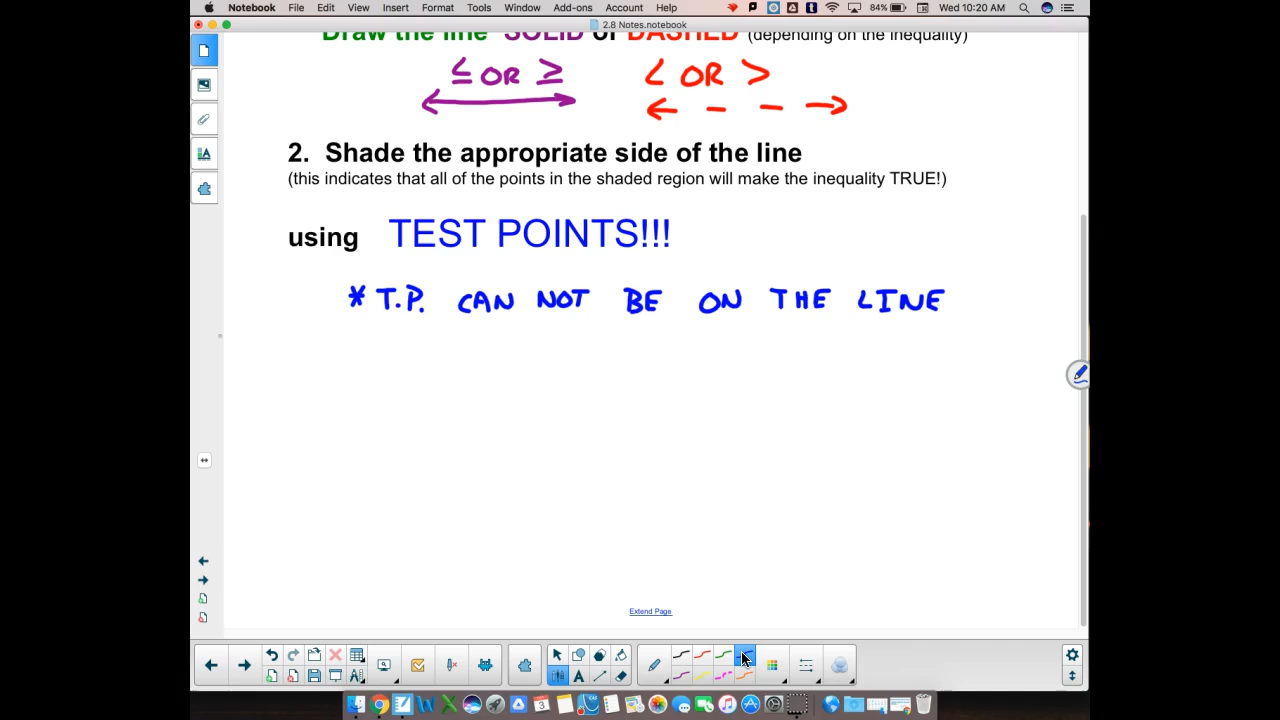 Notebook File Edit View Insert Format Tools Window Add-ons Account Help 84% Wed 10:20 AM
2.8 Notes.notebook
Draw the line SOLID or DASHED (depending on the inequality)
≤ OR ≥ < OR >
2. Shade the appropriate side of the line
(this indicates that all of the points in the shaded region will make the inequality TRUE!)
using TEST POINTS!!!
* T.P. CAN NOT BE ON THE LINE
Extend Page